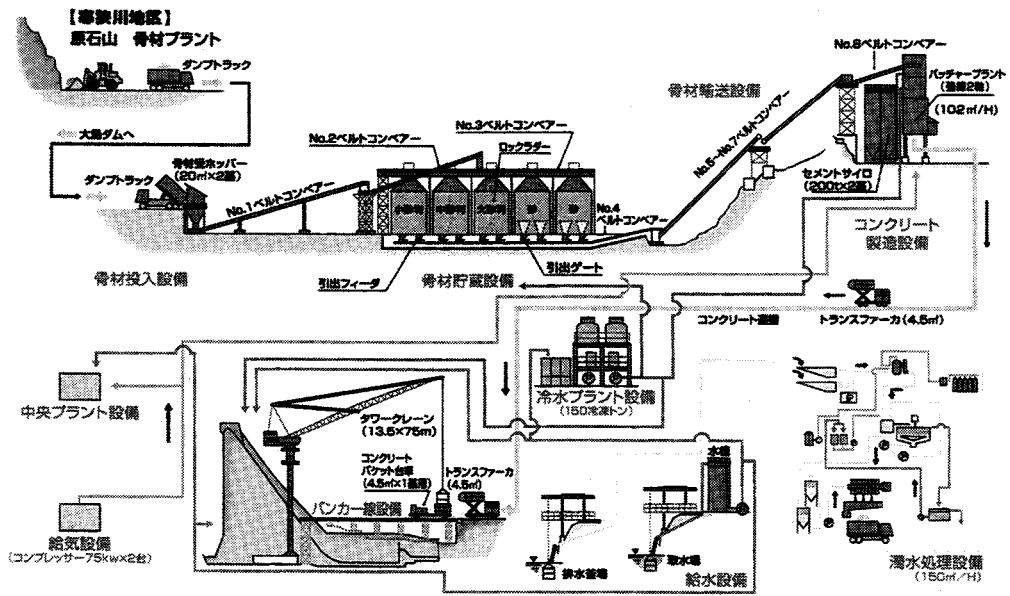 【寒狭川地区】
原石山 骨材プラント
ダンプトラック
大島ダムへ
骨材受ホッパー
(20㎥×2基)
ダンプトラック
No.1ベルトコンベアー
No.2ベルトコンベアー
No.3ベルトコンベアー
ロックラダー
砂
砂
No.4
ベルトコンベアー
引出フィーダ
引出ゲート
骨材投入設備
骨材貯蔵設備
骨材輸送設備
No.5~No.7ベルトコンベアー
No.8ベルトコンベアー
バッチャープラント
(強練2軸)
(102㎥/H)
セメントサイロ
(200t×2基)
コンクリート
製造設備
コンクリート運搬
トランスファーカ(4.5㎥)
冷水プラント設備
(150冷凍トン)
中央プラント設備
給気設備
(コンプレッサー75kw×2台)
タワークレーン
(13.5×75m)
コンクリート
バケット台車
(4.5㎥×1基用)
トランスファーカ
(4.5㎥)
バンカー線設備
水槽
排水釜場
取水場
給水設備
P
濁水処理設備
(150㎥/H)